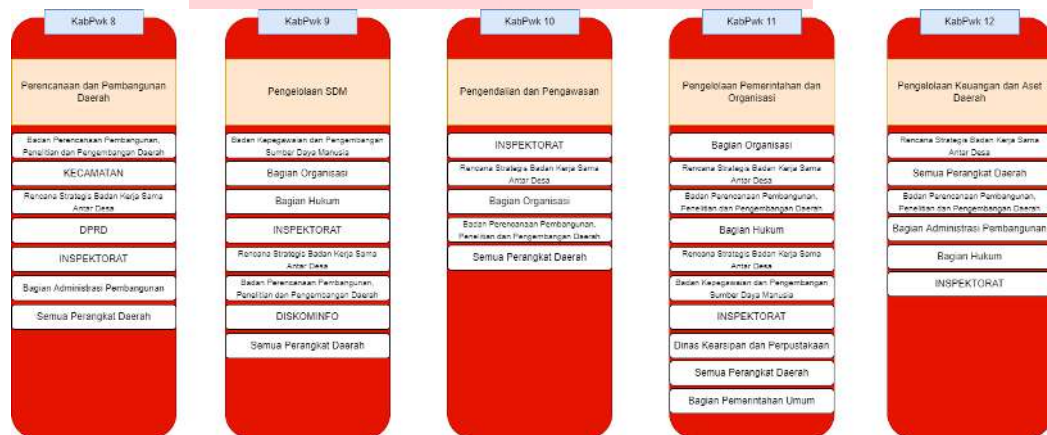 KabPwk 8
Perencanaan dan Pembangunan
Daerah
Badan Perencanaan Pembangunan,
Penelitian dan Pengembangan Daerah
KECAMATAN
Rencana Strategis Badan Kerja Sama
Antar Desa
DPRD
INSPEKTORAT
Bagian Administrasi Pembangunan
Semua Perangkat Daerah
KabPwk 9
Pengelolaan SDM
Badan Kepegawaian dan Pengembangan
Sumber Daya Manusia
Bagian Organisasi
Bagian Hukum
INSPEKTORAT
Rencana Strategis Badan Kerja Sama
Antar Desa
Badan Perencanaan Pembangunan,
Penelitian dan Pengembangan Daerah
DISKOMINFO
Semua Perangkat Daerah
KabPwk 10
Pengendalian dan Pengawasan
INSPEKTORAT
Rencana Strategis Badan Kerja Sama
Antar Desa
Bagian Organisasi
Badan Perencanaan Pembangunan,
Penelitian dan Pengembangan Daerah
Semua Perangkat Daerah
KabPwk 11
Pengelolaan Pemerintahan dan
Organisasi
Bagian Organisasi
Rencana Strategis Badan Kerja Sama
Antar Desa
Badan Perencanaan Pembangunan,
Penelitian dan Pengembangan Daerah
Bagian Hukum
Rencana Strategis Badan Kerja Sama
Antar Desa
Badan Kepegawaian dan Pengembangan
Sumber Daya Manusia
INSPEKTORAT
Dinas Kearsipan dan Perpustakaan
Semua Perangkat Daerah
Bagian Pemerintahan Umum
KabPwk 12
Pengelolaan Keuangan dan Aset
Daerah
Rencana Strategis Badan Kerja Sama
Antar Desa
Semua Perangkat Daerah
Badan Perencanaan Pembangunan,
Penelitian dan Pengembangan Daerah
Bagian Administrasi Pembangunan
Bagian Hukum
INSPEKTORAT